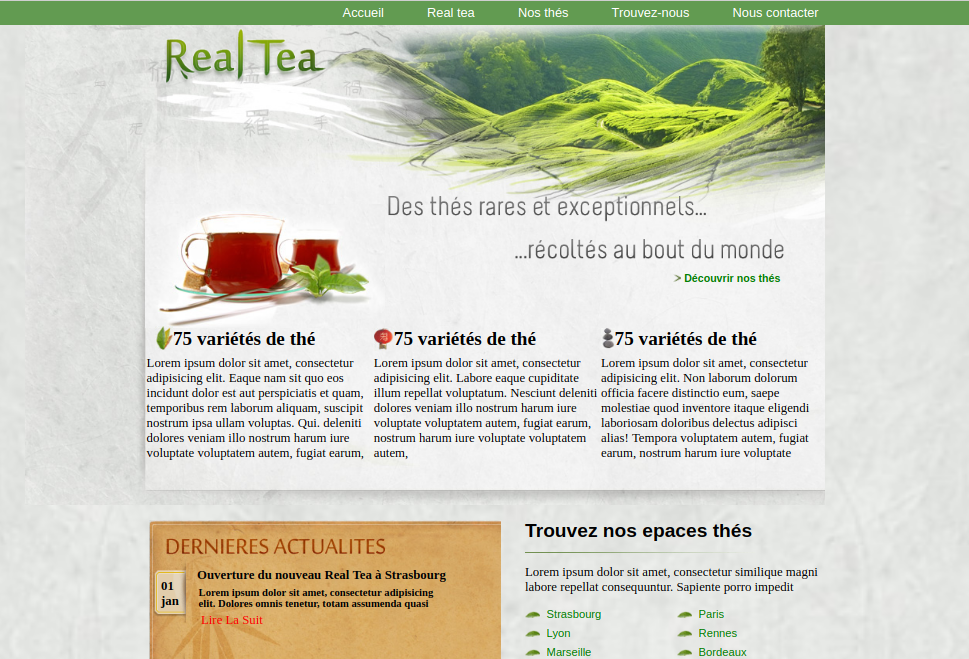 Accueil Real tea Nos thés Trouvez-nous Nous contacter
Real Tea
Des thés rares et exceptionnels...
...récoltés au bout du monde
> Découvrir nos thés
75 variétés de thé
Lorem ipsum dolor sit amet, consectetur
adipisicing elit. Eaque nam sit quo eos
incidunt dolor est aut perspiciatis et quam,
temporibus rem laborum aliquam, suscipit
nostrum ipsa ullam voluptas. Qui. deleniti
dolores veniam illo nostrum harum iure
voluptate voluptatem autem, fugiat earum,
75 variétés de thé
Lorem ipsum dolor sit amet, consectetur
adipisicing elit. Labore eaque cupiditate
illum repellat voluptatum. Nesciunt deleniti
dolores veniam illo nostrum harum iure
voluptate voluptatem autem, fugiat earum,
nostrum harum iure voluptate voluptatem
autem,
75 variétés de thé
Lorem ipsum dolor sit amet, consectetur
adipisicing elit. Non laborum dolorum
officia facere distinctio eum, saepe
molestiae quod inventore itaque eligendi
laboriosam doloribus delectus adipisci
alias! Tempora voluptatem autem, fugiat
earum, nostrum harum iure voluptate
DERNIERES ACTUALITES
01
jan
Ouverture du nouveau Real Tea à Strasbourg
Lorem ipsum dolor sit amet, consectetur adipisicing
elit. Dolores omnis tenetur, totam assumenda quasi
Lire La Suit
Trouvez nos epaces thés
Lorem ipsum dolor sit amet, consectetur similique magni
labore repellat consequuntur. Sapiente porro impedit
Strasbourg Paris
Lyon Rennes
Marseille Bordeaux